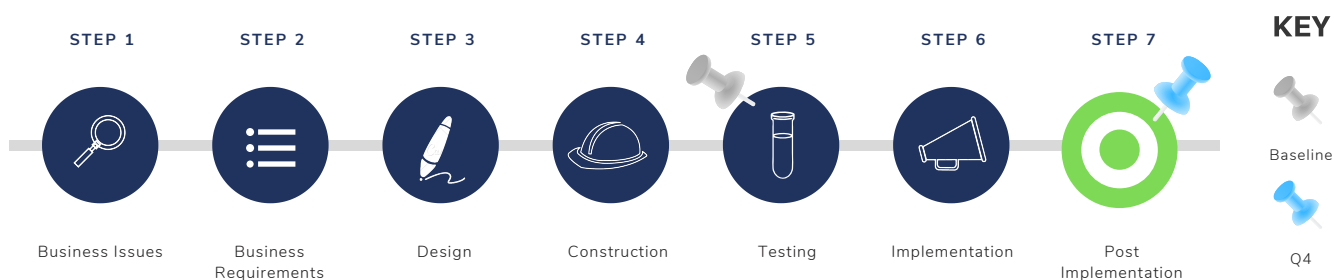 STEP 1
STEP 2
STEP 3
STEP 4
STEP 5
STEP 6
STEP 7
KEY
Baseline
Business Issues
Business
Requirements
Design
Construction
Testing
Implementation
Post
Implementation
Q4